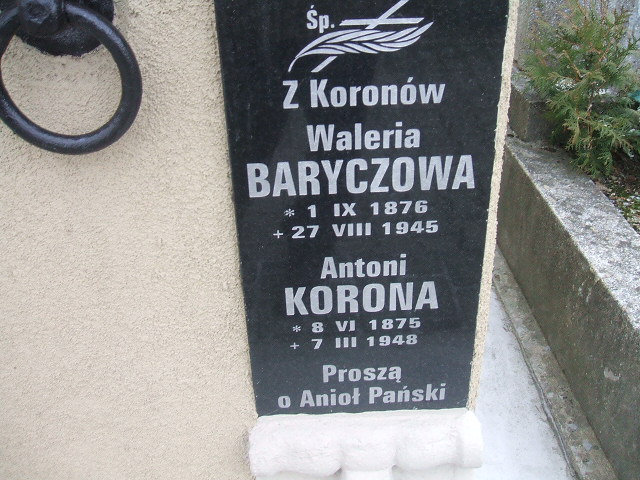 Śp.
Z Koronów
Waleria
BARYCZOWA
* 1 IX 1876
+ 27 VIII 1945
Antoni
KORONA
* 8 VI 1875
+ 7 III 1948
Proszą
o Anioł Pański